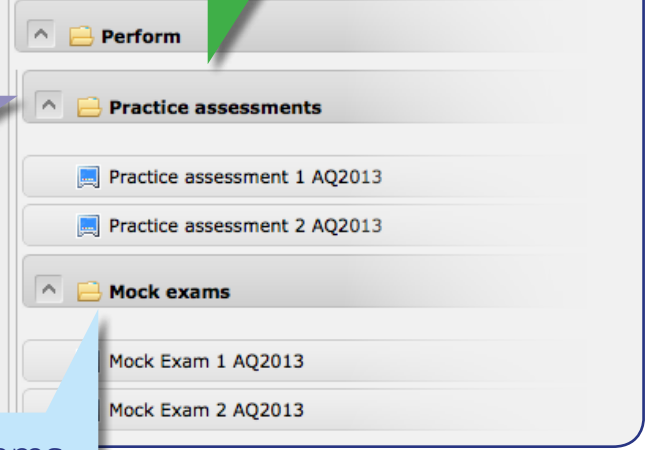 Perform
Practice assessments
Practice assessment 1 AQ2013
Practice assessment 2 AQ2013
Mock exams
Mock Exam 1 AQ2013
Mock Exam 2 AQ2013